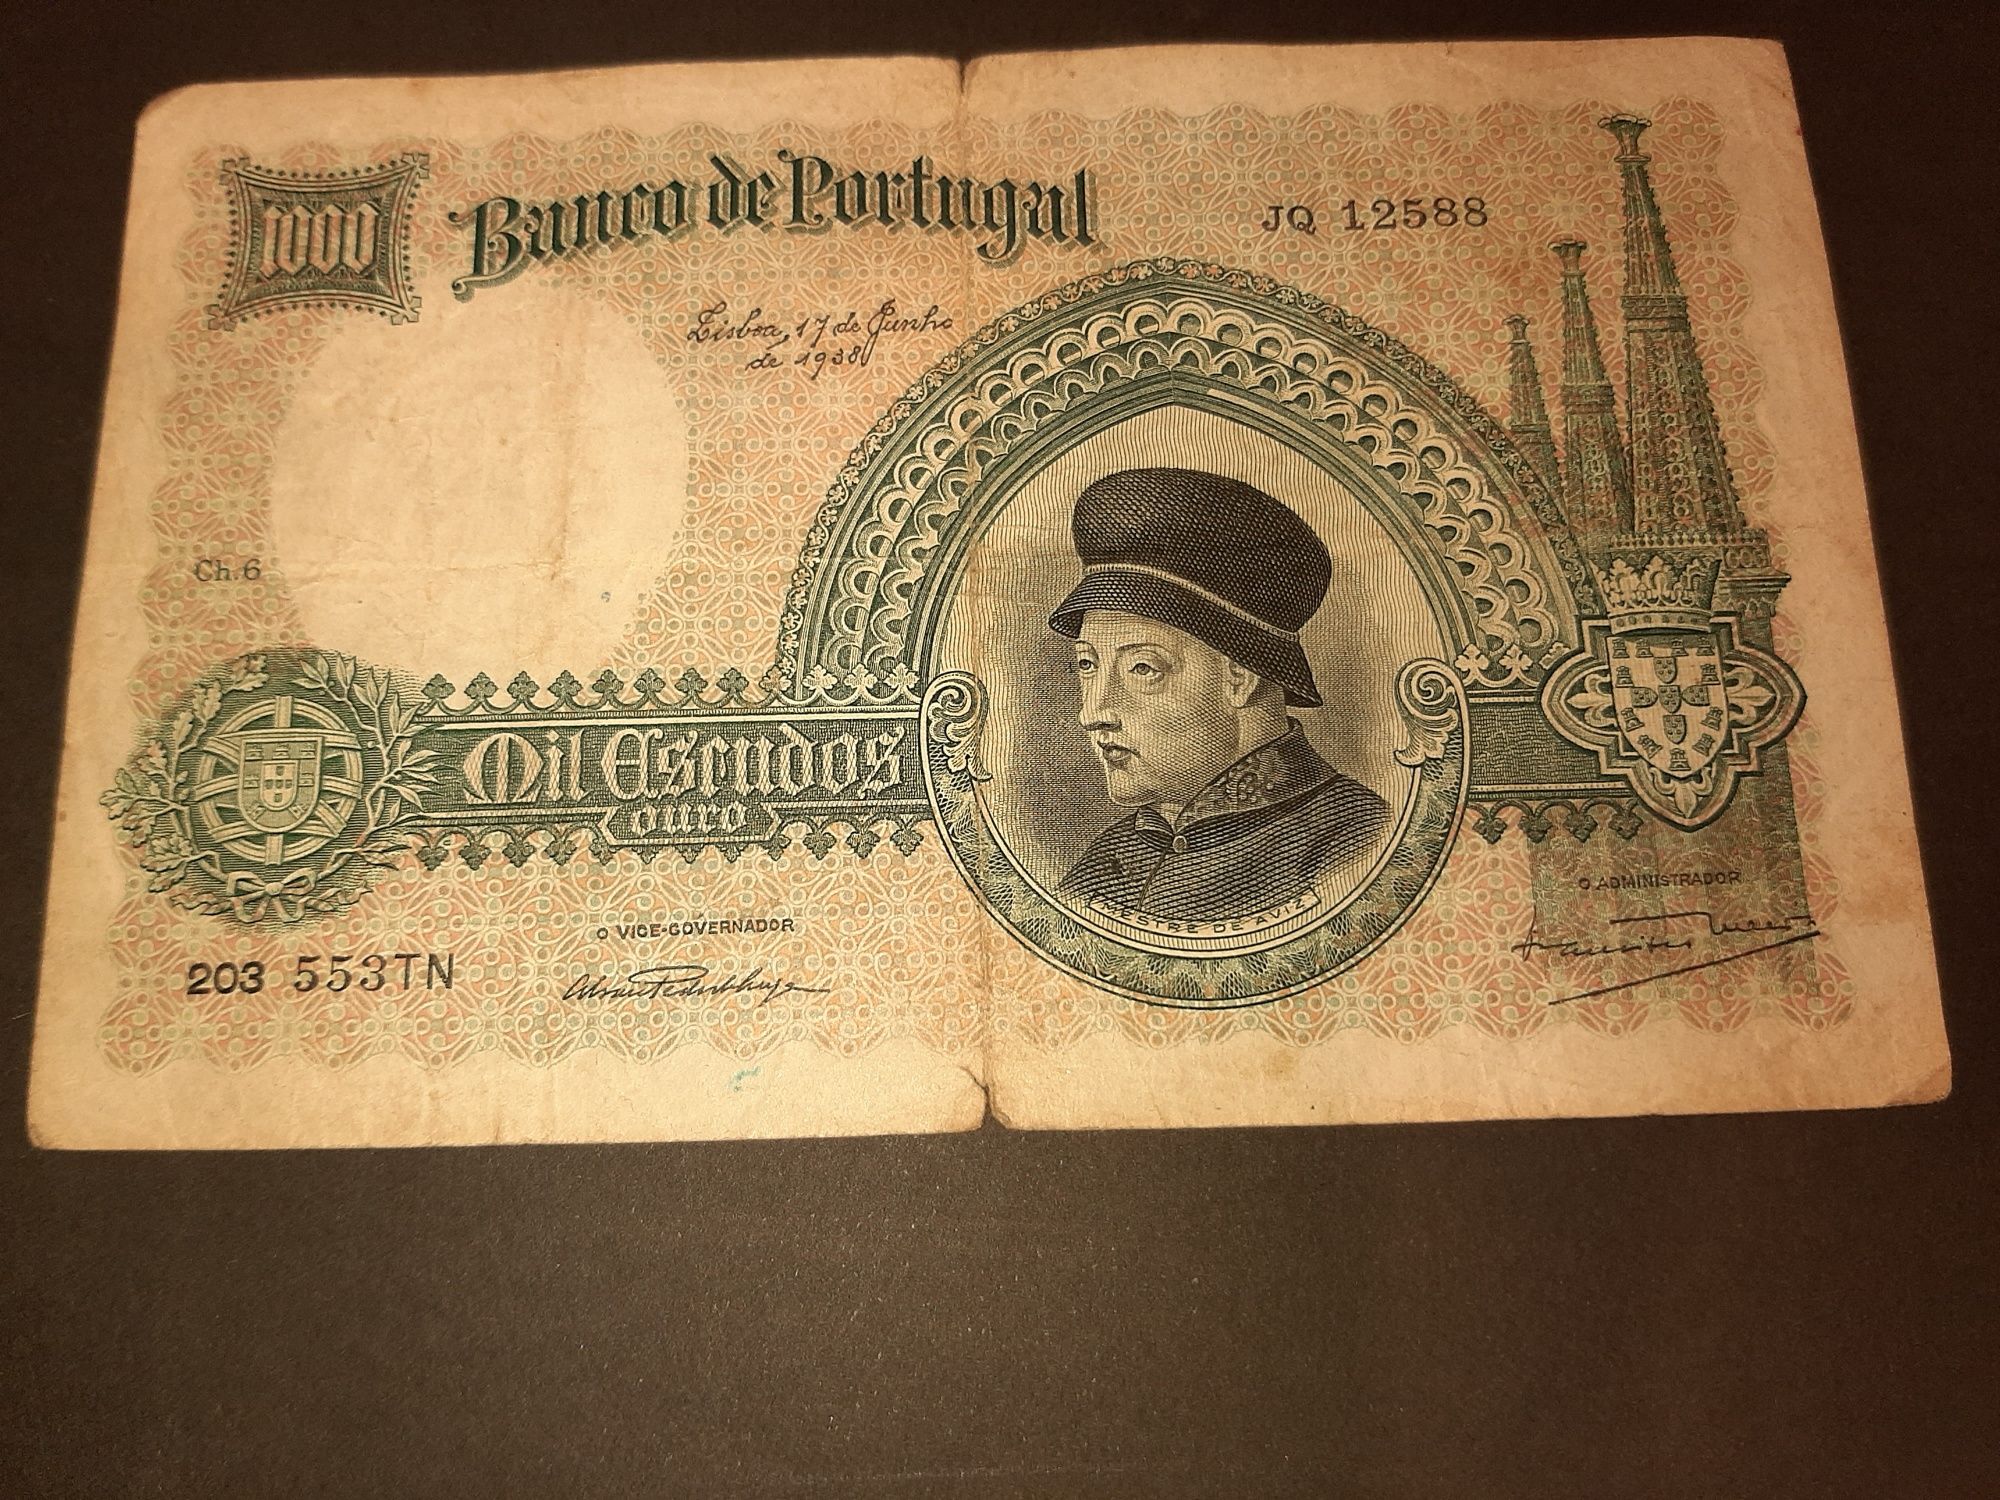 1000
Banco de Portugal
JQ 12588
Lisboa, 17 de Junho
de 1938
Ch.6
Mil Escudos
ouro
MESTRE DE AVIZ
O ADMINISTRADOR
O VICE-GOVERNADOR
203 553TN